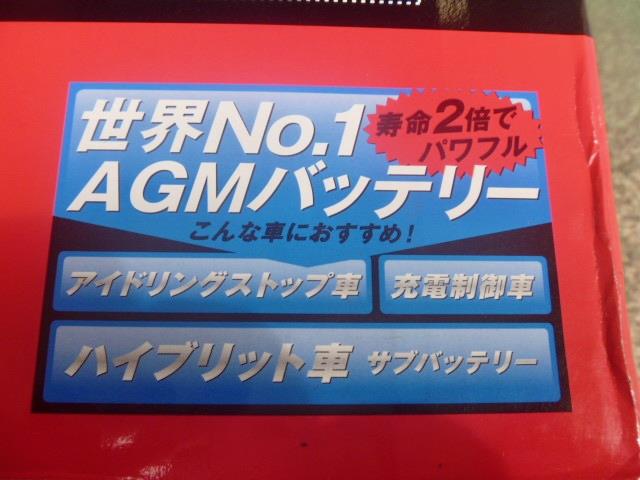 世界No.1
寿命2倍で
パワフル
AGMバッテリー
こんな車におすすめ!
アイドリングストップ車
充電制御車
ハイブリット車 サブバッテリー